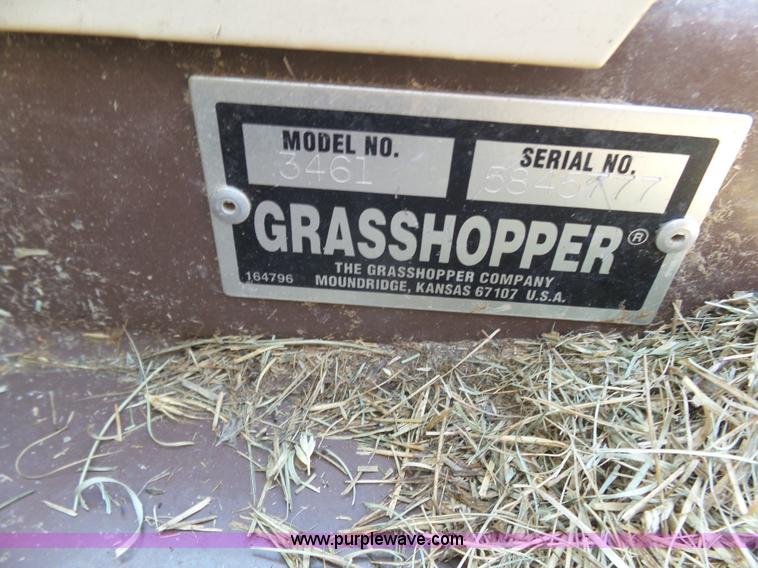 MODEL NO.
3461
SERIAL NO.
GRASSHOPPER®
THE GRASSHOPPER COMPANY
MOUNDRIDGE, KANSAS 67107 U.S.A.
164796
www.purplewave.com